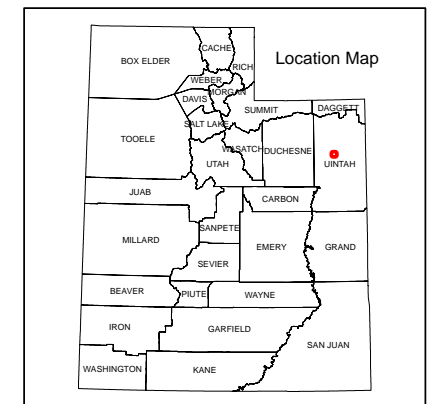 Location Map
CACHE
BOX ELDER
RICH
WEBER
MORGAN
DAVIS
SUMMIT
DAGGETT
SALT LAKE
TOOELE
WASATCH
DUCHESNE
UTAH
UINTAH
JUAB
CARBON
SANPETE
MILLARD
EMERY
GRAND
SEVIER
BEAVER
PIUTE
WAYNE
IRON
GARFIELD
SAN JUAN
WASHINGTON
KANE